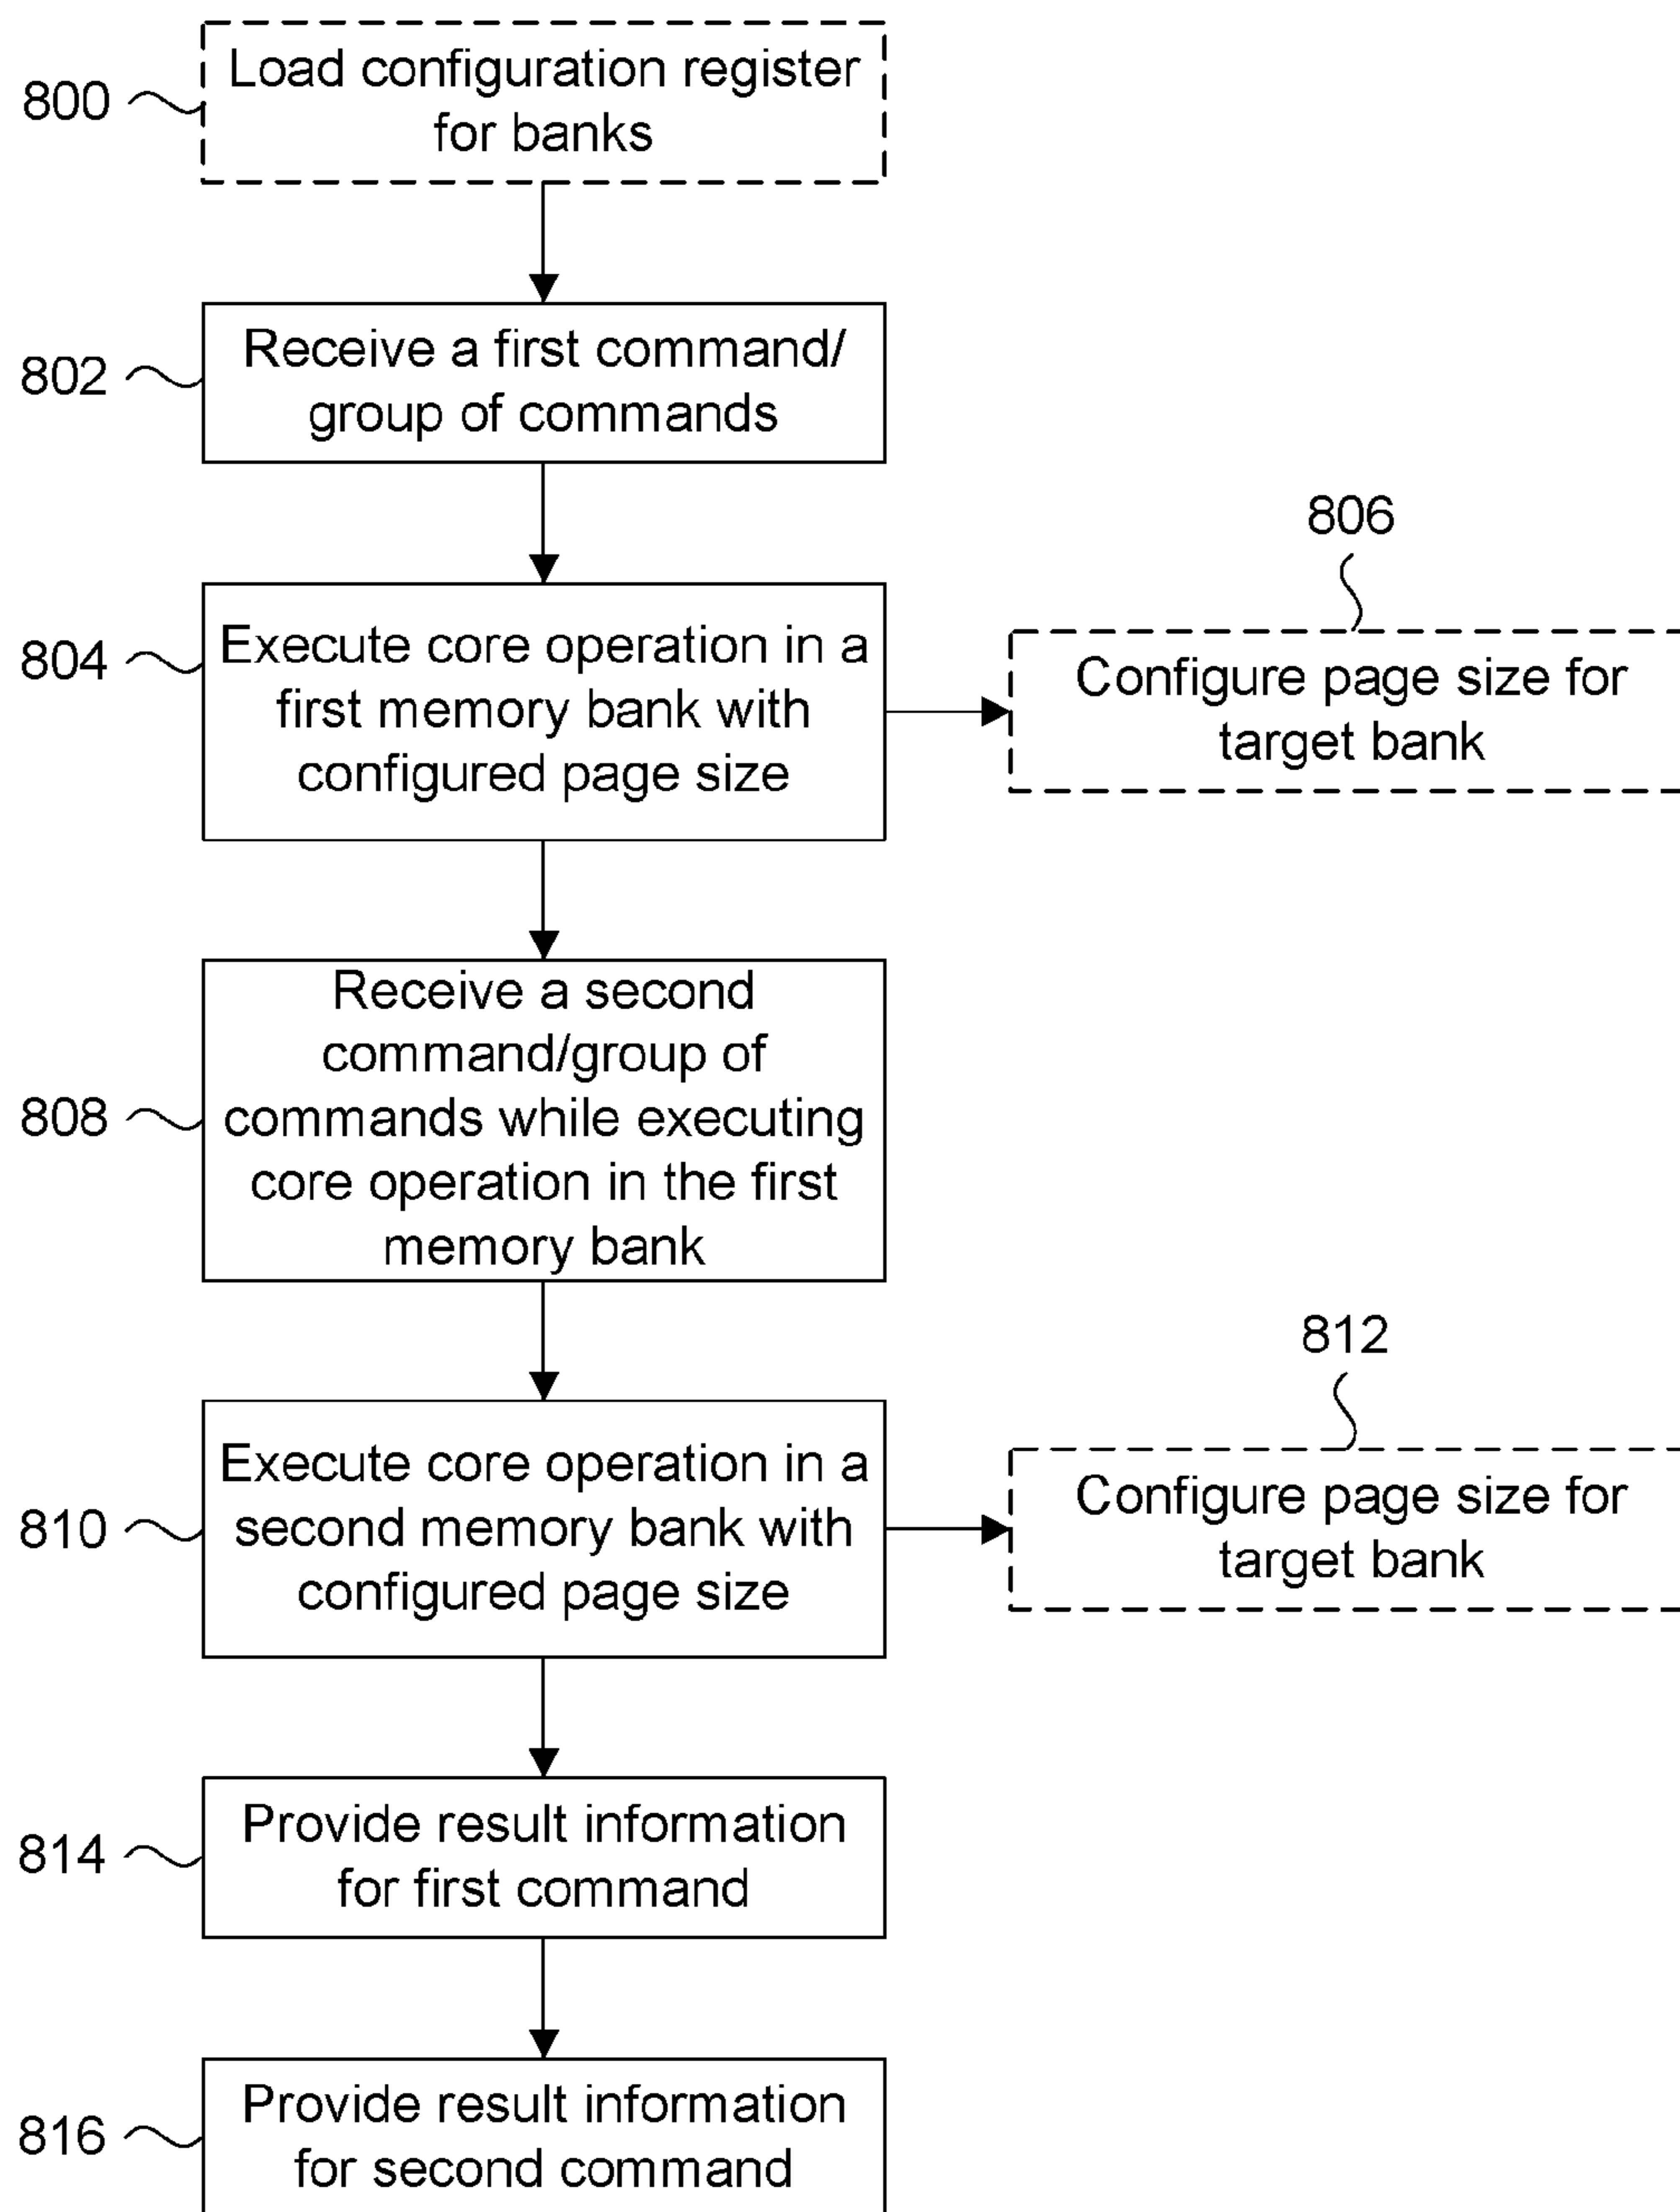 800
Load configuration register
for banks
802
Receive a first command/
group of commands
804
Execute core operation in a
first memory bank with
configured page size
806
Configure page size for
target bank
808
Receive a second
command/group of
commands while executing
core operation in the first
memory bank
810
Execute core operation in a
second memory bank with
configured page size
812
Configure page size for
target bank
814
Provide result information
for first command
816
Provide result information
for second command